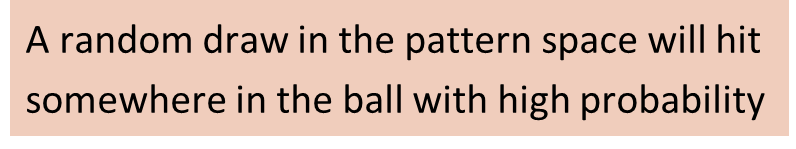 A random draw in the pattern space will hit
somewhere in the ball with high probability